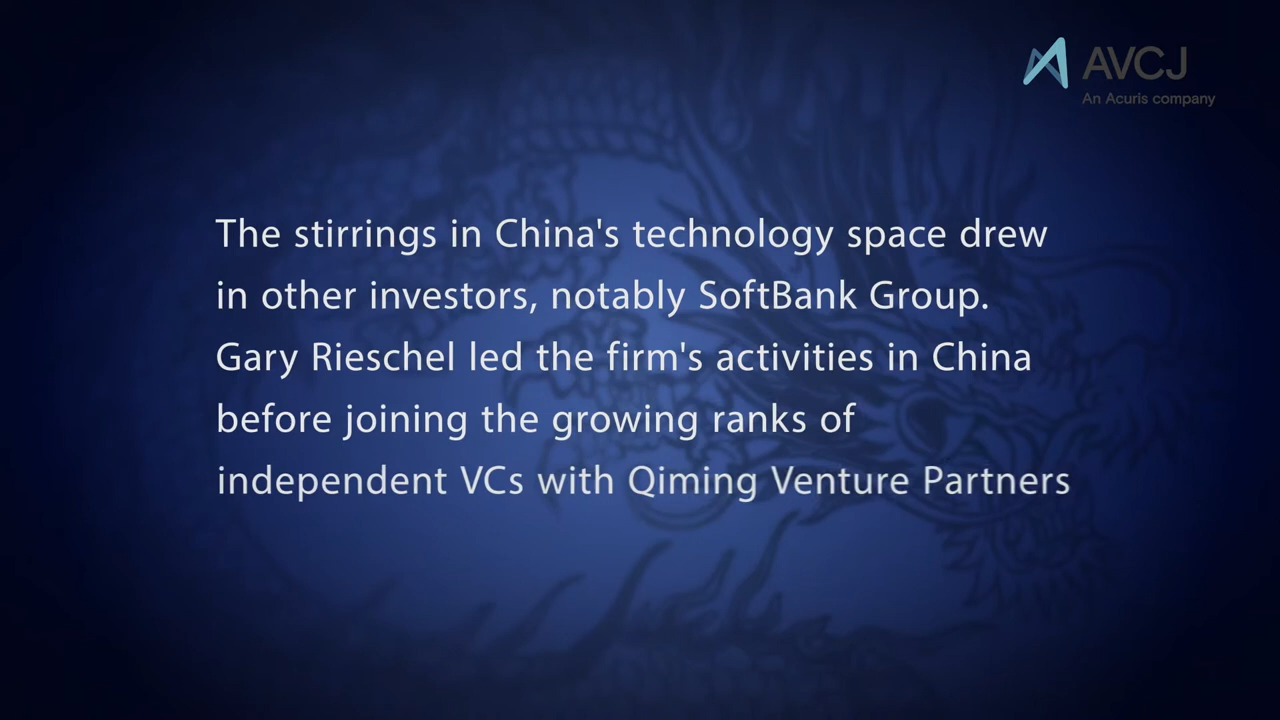 AVCJ
An Acuris company
The stirrings in China's technology space drew
in other investors, notably SoftBank Group.
Gary Rieschel led the firm's activities in China
before joining the growing ranks of
independent VCs with Qiming Venture Partners